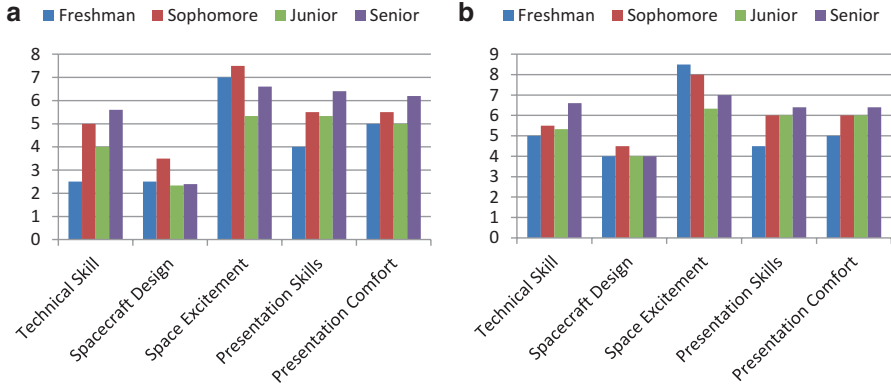 a
Freshman Sophomore Junior Senior
8
7
6
5
4
3
2
1
0
Technical Skill
Spacecraft Design
Space Excitement
Presentation Skills
Presentation Comfort
b
Freshman Sophomore Junior Senior
9
8
7
6
5
4
3
2
1
0
Technical Skill
Spacecraft Design
Space Excitement
Presentation Skills
Presentation Comfort